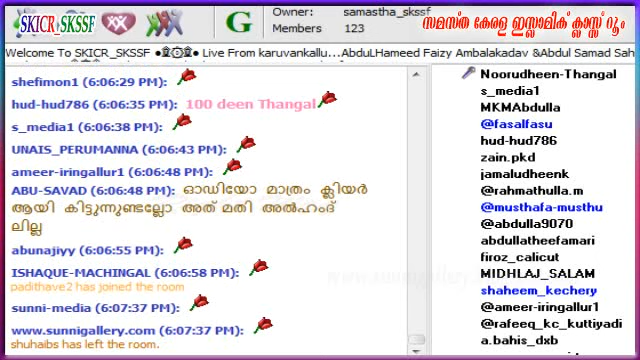 SKICR SKSSF
Owner: samastha_skssf
Members 123
സമസ്ത കേരള ഇസ്ലാമിക് ക്ലാസ്സ് റൂം
Welcome To SKICR_SKSSF Live From karuvankallu...AbduLHameed Faizy Ambalakadav &Abdul Samad Sah
shefimon1 (6:06:29 PM):
hud-hud786 (6:06:35 PM): 100 deen Thangal
s_media1 (6:06:38 PM):
UNAIS_PERUMANNA (6:06:43 PM):
ameer-iringallur1 (6:06:48 PM):
ABU-SAVAD (6:06:48 PM): ഓഡിയോ മാത്രം ക്ലിയർ
ആയി കിട്ടുന്നുണ്ടല്ലോ അത് മതി അൽഹംദ്
ലില്ല
abunajiyy (6:06:55 PM):
ISHAQUE-MACHINGAL (6:06:58 PM):
padithave2 has joined the room
sunni-media (6:07:37 PM):
www.sunnigallery.com (6:07:37 PM):
shuhaibs has left the room.
Noorudheen-Thangal
s_media1
MKMAbdulla
@fasalfasu
hud-hud786
zain.pkd
jamaludheenk
@rahmathulla.m
@musthafa-musthu
@abdulla9070
abdullatheefamari
firoz_calicut
MIDHLAJ_SALAM
shaheem_kechery
@ameer-iringallur1
@rafeeq_kc_kuttiyadi
a.bahis_dxb